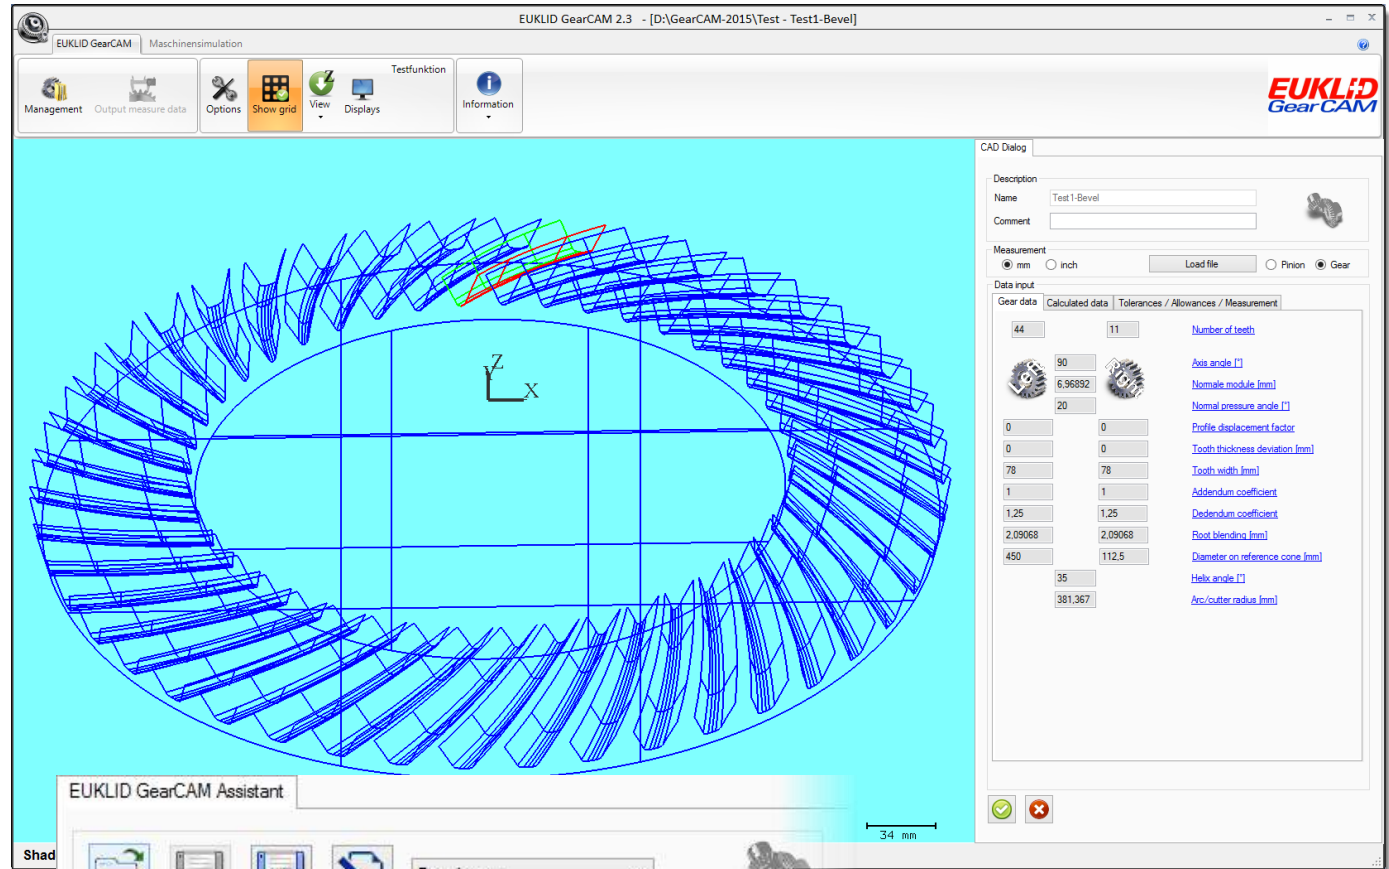 EUKLID GearCAM 2.3 - [D:\GearCAM-2015\Test - Test1-Bevel]
EUKLID GearCAM Maschinensimulation
Management Output measure data Options Show grid View Displays Testfunktion Information
EUKLID
GearCAM
CAD Dialog
Description
Name Test1-Bevel
Comment
Measurement
mm inch Load file Pinion Gear
Data input
Gear data Calculated data Tolerances / Allowances / Measurement
44 11 Number of teeth
Left Right
90 Axis angle [°]
6,96892 Normale module [mm]
20 Normal pressure angle [°]
0 0 Profile displacement factor
0 0 Tooth thickness deviation [mm]
78 78 Tooth width [mm]
1 1 Addendum coefficient
1,25 1,25 Dedendum coefficient
2,09068 2,09068 Root blending [mm]
450 112,5 Diameter on reference cone [mm]
35 Helix angle [°]
381,367 Arc/cutter radius [mm]
Z
Y
X
EUKLID GearCAM Assistant
34 mm
Shad